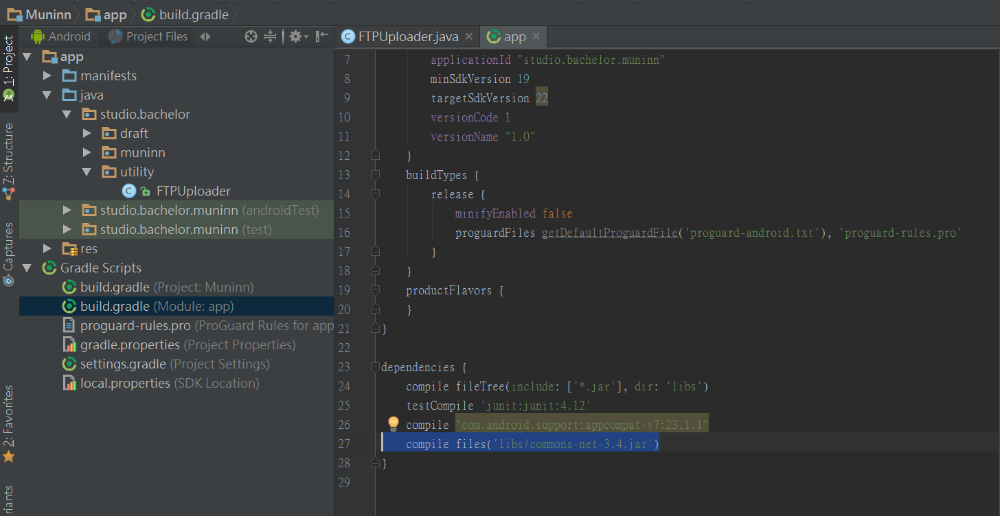 Muninn app build.gradle
Android Project Files
FTPUploader.java app
1: Project
Z: Structure
Captures
2: Favorites
riants
app
manifests
java
studio.bachelor
draft
muninn
utility
FTPUploader
studio.bachelor.muninn (androidTest)
studio.bachelor.muninn (test)
res
Gradle Scripts
build.gradle (Project: Muninn)
build.gradle (Module: app)
proguard-rules.pro (ProGuard Rules for app
gradle.properties (Project Properties)
settings.gradle (Project Settings)
local.properties (SDK Location)
7 applicationId "studio.bachelor.muninn"
8 minSdkVersion 19
9 targetSdkVersion 22
10 versionCode 1
11 versionName "1.0"
12 }
13 buildTypes {
14 release {
15 minifyEnabled false
16 proguardFiles getDefaultProguardFile('proguard-android.txt'), 'proguard-rules.pro'
17 }
18 }
19 productFlavors {
20 }
21 }
22
23 dependencies {
24 compile fileTree(include: ['*.jar'], dir: 'libs')
25 testCompile 'junit:junit:4.12'
26 compile 'com.android.support:appcompat-v7:23.1.1'
27 compile files('libs/commons-net-3.4.jar')
28 }
29